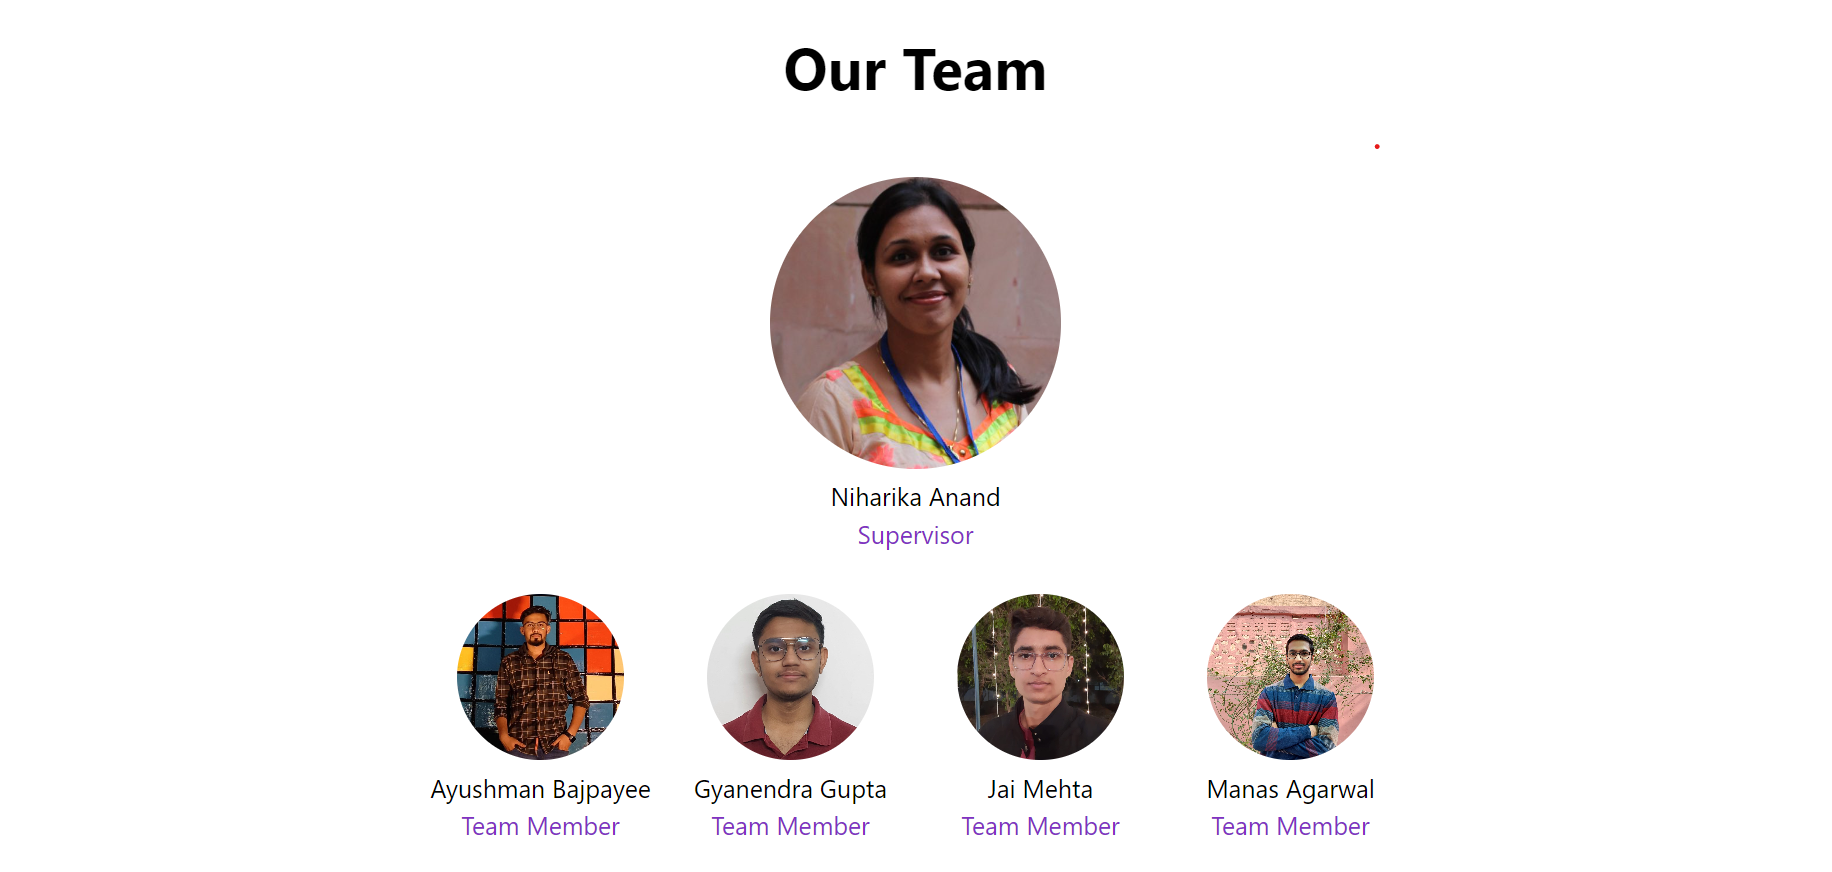 Our Team
Niharika Anand
Supervisor
Ayushman Bajpayee
Team Member
Gyanendra Gupta
Team Member
Jai Mehta
Team Member
Manas Agarwal
Team Member